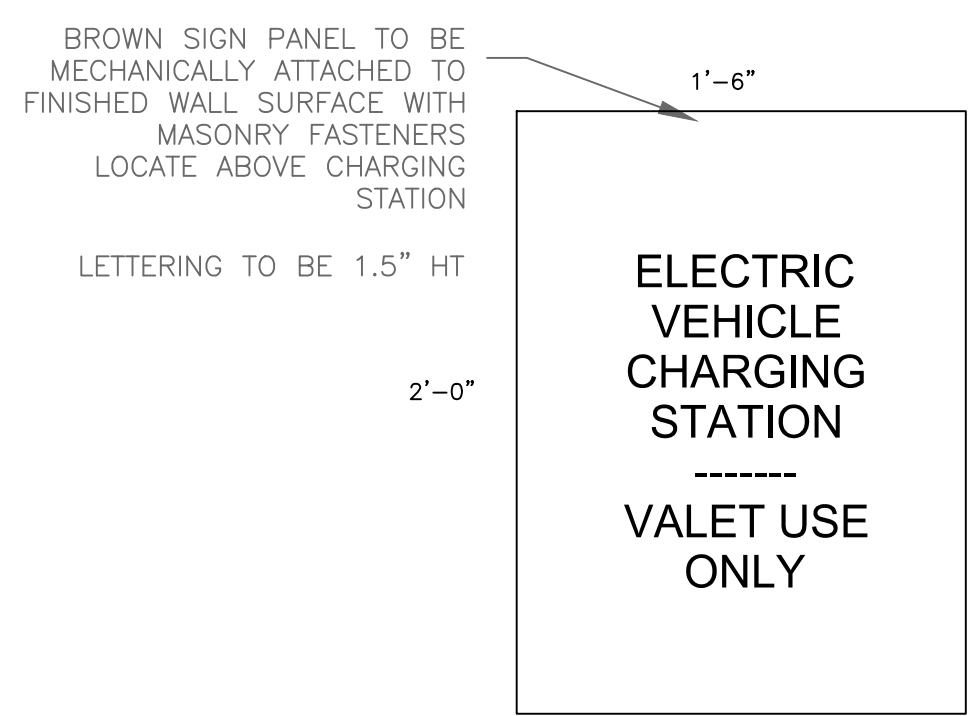 BROWN SIGN PANEL TO BE
MECHANICALLY ATTACHED TO
FINISHED WALL SURFACE WITH
MASONRY FASTENERS
LOCATE ABOVE CHARGING
STATION
LETTERING TO BE 1.5” HT
1’–6”
2’–0”
ELECTRIC
VEHICLE
CHARGING
STATION
-------
VALET USE
ONLY